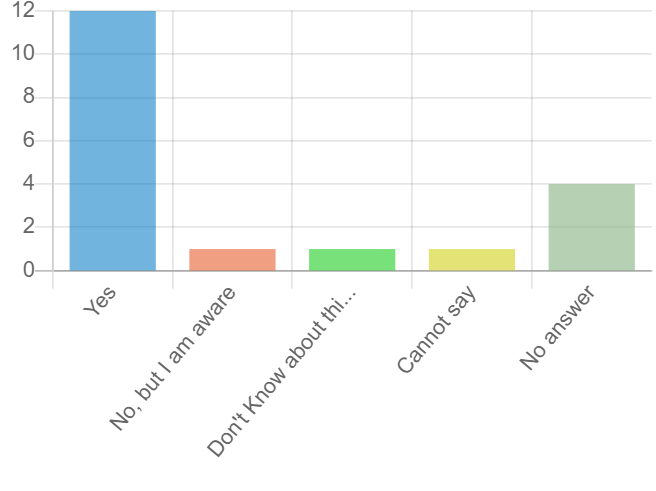 12
10
8
6
4
2
0
Yes
No, but I am aware
Don't Know about thi...
Cannot say
No answer